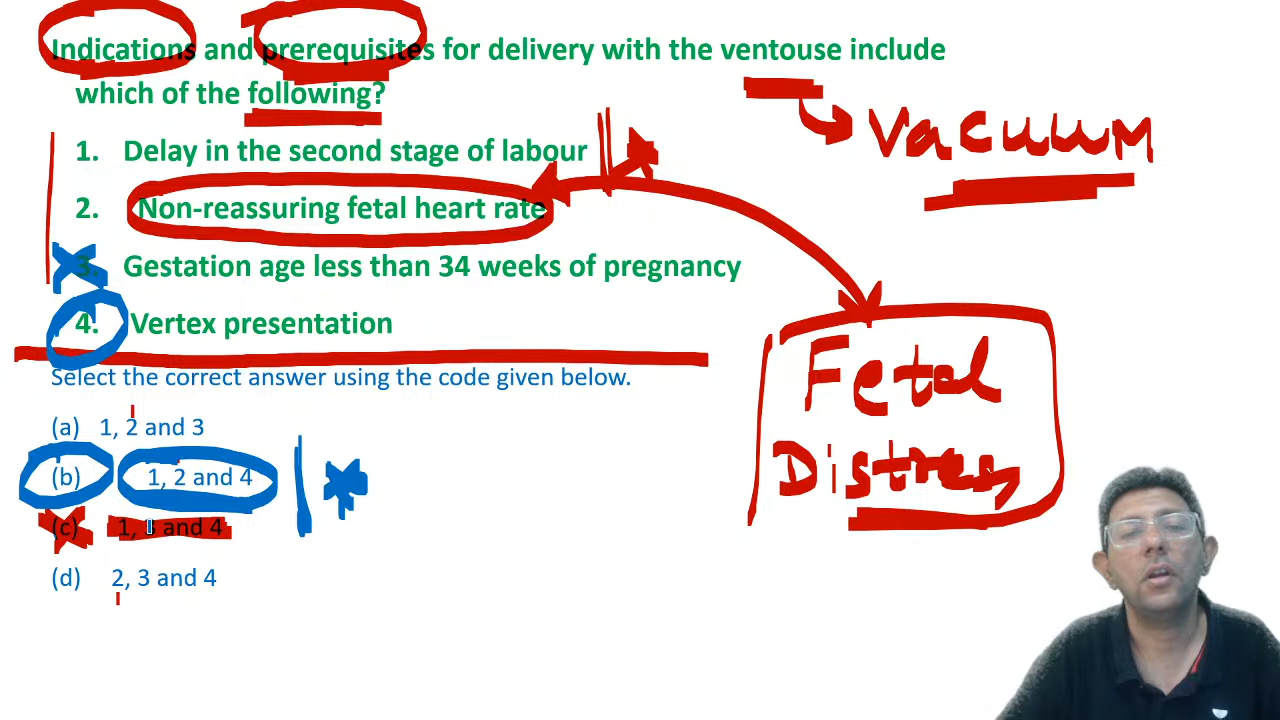 Indications and prerequisites for delivery with the ventouse include
which of the following?
Vacuum
1. Delay in the second stage of labour
2. Non-reassuring fetal heart rate
3. Gestation age less than 34 weeks of pregnancy
4. Vertex presentation
Fetal
Distress
Select the correct answer using the code given below.
(a) 1, 2 and 3
(b) 1, 2 and 4
(c) 1, 3 and 4
(d) 2, 3 and 4